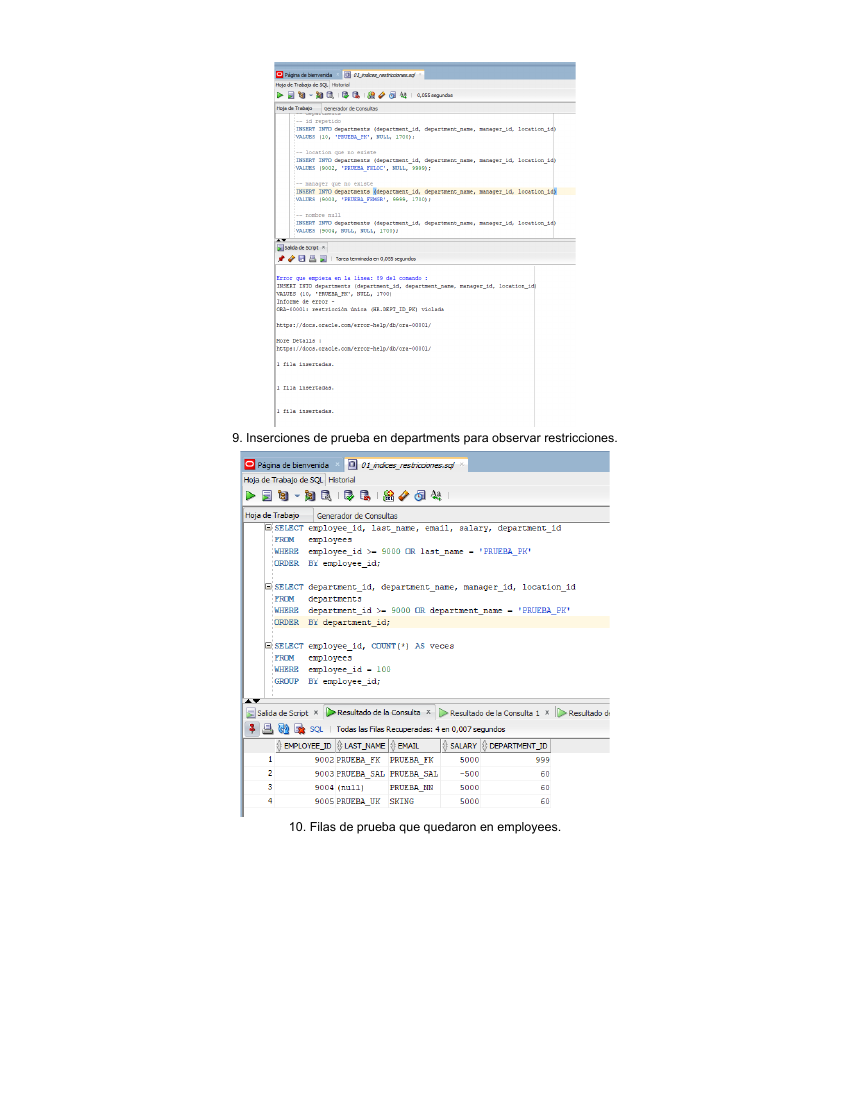 Página de bienvenida 01_indices_restricciones.sql
Hoja de Trabajo de SQL Historial
0,055 segundos
Hoja de Trabajo Generador de Consultas
-- departments
-- id repetido
INSERT INTO departments (department_id, department_name, manager_id, location_id)
VALUES (10, 'PRUEBA_PK', NULL, 1700);
-- location que no existe
INSERT INTO departments (department_id, department_name, manager_id, location_id)
VALUES (9002, 'PRUEBA_FKLOC', NULL, 9999);
-- manager que no existe
INSERT INTO departments (department_id, department_name, manager_id, location_id)
VALUES (9003, 'PRUEBA_FKMGR', 9999, 1700);
-- nombre null
INSERT INTO departments (department_id, department_name, manager_id, location_id)
VALUES (9004, NULL, NULL, 1700);
Salida de Script ×
Tarea terminada en 0,055 segundos
Error que empieza en la línea: 89 del comando :
INSERT INTO departments (department_id, department_name, manager_id, location_id)
VALUES (10, 'PRUEBA_PK', NULL, 1700)
Informe de error -
ORA-00001: restricción única (HR.DEPT_ID_PK) violada
https://docs.oracle.com/error-help/db/ora-00001/
More Details :
https://docs.oracle.com/error-help/db/ora-00001/
1 fila insertadas.
1 fila insertadas.
1 fila insertadas.
9. Inserciones de prueba en departments para observar restricciones.
Página de bienvenida 01_indices_restricciones.sql
Hoja de Trabajo de SQL Historial
Hoja de Trabajo Generador de Consultas
SELECT employee_id, last_name, email, salary, department_id
FROM employees
WHERE employee_id >= 9000 OR last_name = 'PRUEBA_PK'
ORDER BY employee_id;
SELECT department_id, department_name, manager_id, location_id
FROM departments
WHERE department_id >= 9000 OR department_name = 'PRUEBA_PK'
ORDER BY department_id;
SELECT employee_id, COUNT(*) AS veces
FROM employees
WHERE employee_id = 100
GROUP BY employee_id;
Salida de Script × Resultado de la Consulta × Resultado de la Consulta 1 × Resultado d
SQL Todas las Filas Recuperadas: 4 en 0,007 segundos
EMPLOYEE_ID LAST_NAME EMAIL SALARY DEPARTMENT_ID
1 9002 PRUEBA_FK PRUEBA_FK 5000 999
2 9003 PRUEBA_SAL PRUEBA_SAL -500 60
3 9004 (null) PRUEBA_NN 5000 60
4 9005 PRUEBA_UK SKING 5000 60
10. Filas de prueba que quedaron en employees.